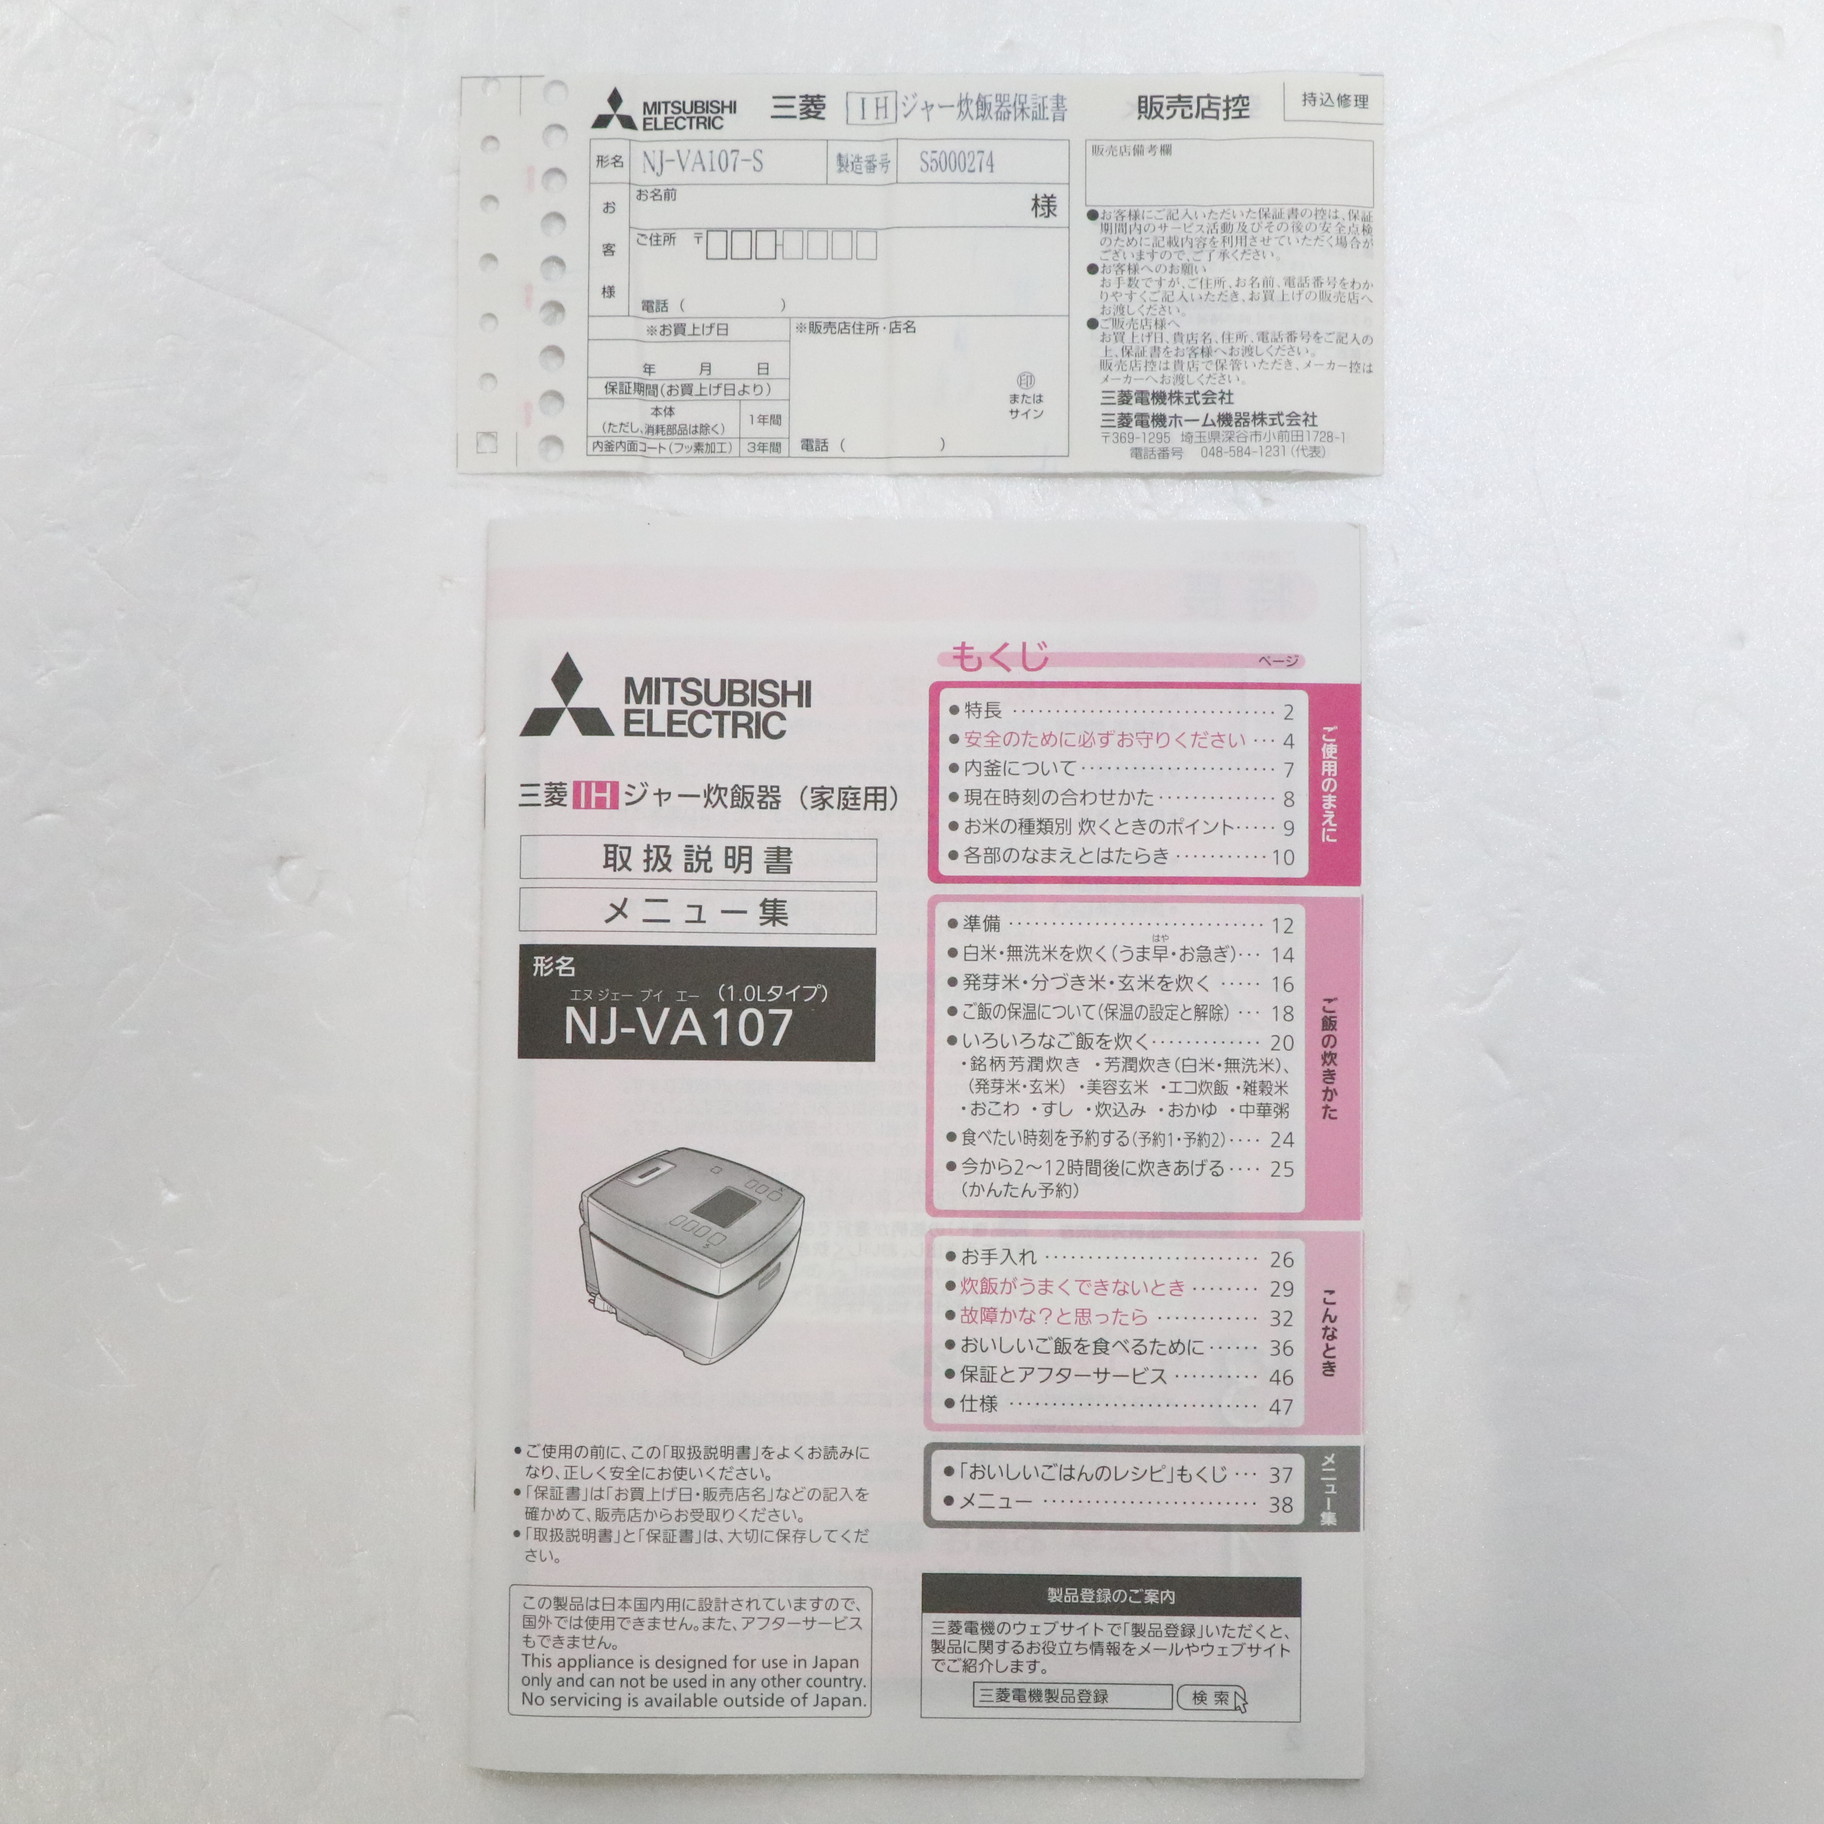 MITSUBISHI
ELECTRIC
三菱 IH ジャー炊飯器保証書
販売店控
持込修理
形名 NJ-VA107-S 製造番号 S5000274
お客様
お名前
様
ご住所 〒
電話（ ）
※お買上げ日
年 月 日
保証期間(お買上げ日より)
本体
(ただし、消耗部品は除く) 1年間
内釜内面コート(フッ素加工) 3年間
※販売店住所・店名
印
または
サイン
電話（ ）
販売店備考欄
●お客様にご記入いただいた保証書の控は、保証
期間内のサービス活動及びその後の安全点検
のために記載内容を利用させていただく場合が
ございますので、ご了承ください。
●お客様へのお願い
お手数ですが、ご住所、お名前、電話番号をわか
りやすくご記入いただき、お買上げの販売店へ
お渡しください。
●ご販売店様へ
お買上げ日、貴店名、住所、電話番号をご記入の
上、保証書をお客様へお渡しください。
販売店控は貴店で保管いただき、メーカー控は
メーカーへお渡しください。
三菱電機株式会社
三菱電機ホーム機器株式会社
〒369-1295 埼玉県深谷市小前田1728-1
電話番号 048-584-1231(代表)
MITSUBISHI
ELECTRIC
三菱IHジャー炊飯器（家庭用）
取扱説明書
メニュー集
形名
エヌ ジェー ブイ エー (1.0Lタイプ)
NJ-VA107
●ご使用の前に、この「取扱説明書」をよくお読みに
なり、正しく安全にお使いください。
●「保証書」は「お買上げ日・販売店名」などの記入を
確かめて、販売店からお受取りください。
●「取扱説明書」と「保証書」は、大切に保存してくだ
さい。
この製品は日本国内用に設計されていますので、
国外では使用できません。また、アフターサービス
もできません。
This appliance is designed for use in Japan
only and can not be used in any other country.
No servicing is available outside of Japan.
もくじ
ページ
ご使用のまえに
●特長 …… 2
●安全のために必ずお守りください … 4
●内釜について …… 7
●現在時刻の合わせかた …… 8
●お米の種類別 炊くときのポイント …… 9
●各部のなまえとはたらき …… 10
ご飯の炊きかた
●準備 …… 12
はや
●白米・無洗米を炊く(うま早・お急ぎ)… 14
●発芽米・分づき米・玄米を炊く …… 16
●ご飯の保温について(保温の設定と解除) … 18
●いろいろなご飯を炊く …… 20
・銘柄芳潤炊き ・芳潤炊き(白米・無洗米)、
(発芽米・玄米) ・美容玄米 ・エコ炊飯 ・雑穀米
・おこわ ・すし ・炊込み ・おかゆ ・中華粥
●食べたい時刻を予約する(予約1・予約2)…… 24
●今から2～12時間後に炊きあげる …… 25
(かんたん予約)
こんなとき
●お手入れ …… 26
●炊飯がうまくできないとき …… 29
●故障かな？と思ったら …… 32
●おいしいご飯を食べるために …… 36
●保証とアフターサービス …… 46
●仕様 …… 47
メニュー集
●「おいしいごはんのレシピ」もくじ … 37
●メニュー …… 38
製品登録のご案内
三菱電機のウェブサイトで「製品登録」いただくと、
製品に関するお役立ち情報をメールやウェブサイト
でご紹介します。
三菱電機製品登録 検索